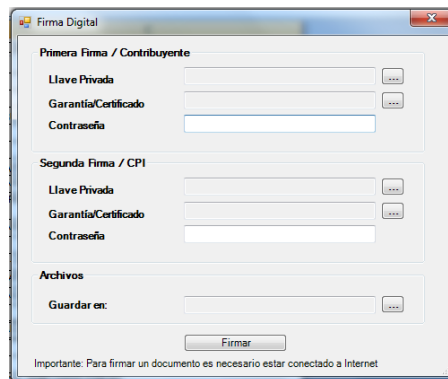 Firma Digital
Primera Firma / Contribuyente
Llave Privada
...
Garantía/Certificado
...
Contraseña
Segunda Firma / CPI
Llave Privada
...
Garantía/Certificado
...
Contraseña
Archivos
Guardar en:
...
Firmar
Importante: Para firmar un documento es necesario estar conectado a Internet